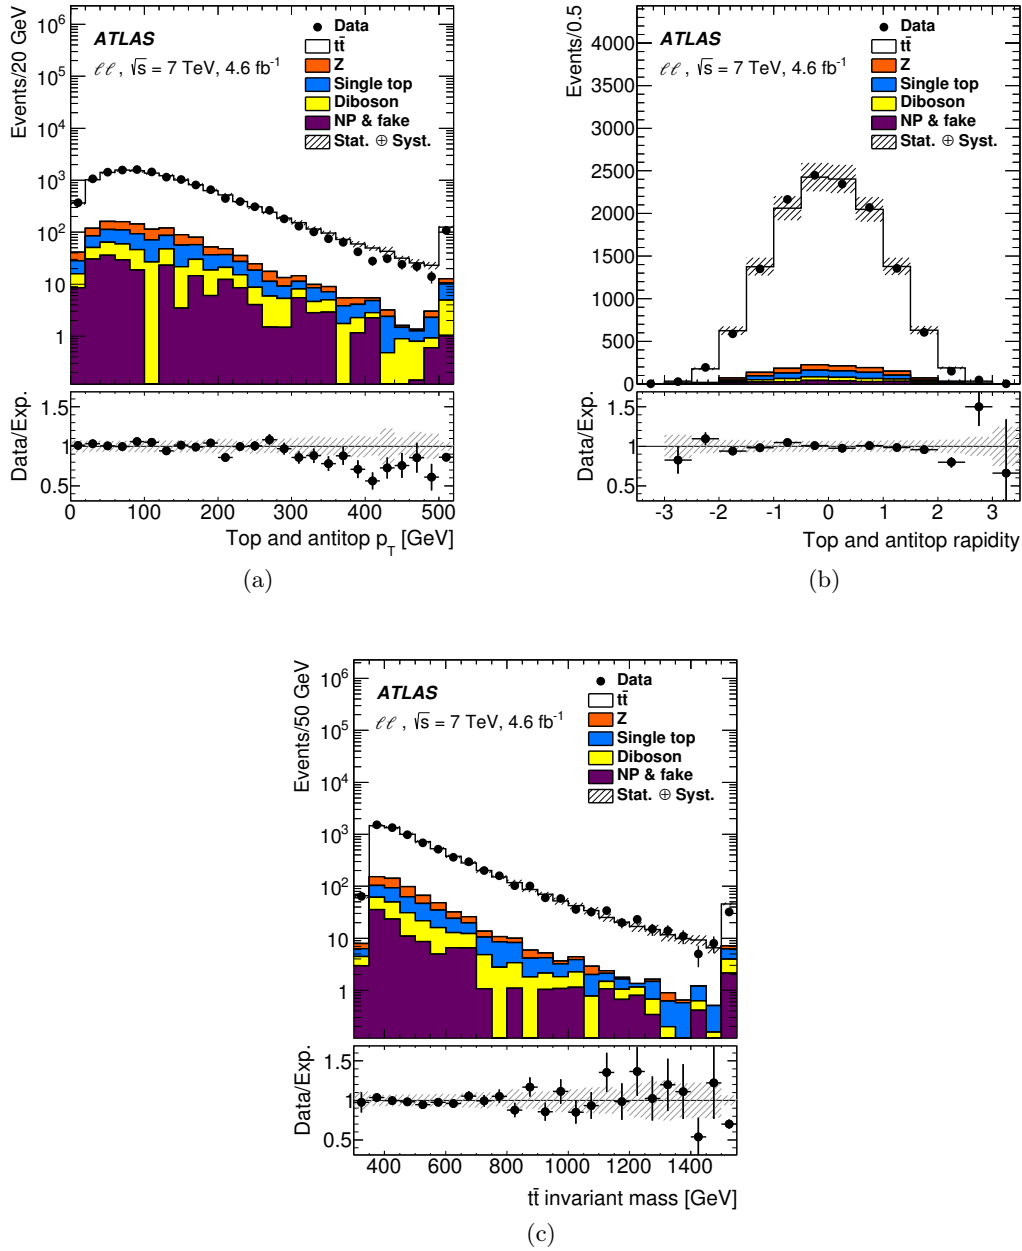 Events/20 GeV
10⁶
10⁵
10⁴
10³
10²
10
1
ATLAS
ℓℓ , √s = 7 TeV, 4.6 fb⁻¹
Data
tt̄
Z
Single top
Diboson
NP & fake
Stat. ⊕ Syst.
Data/Exp.
1.5
1
0.5
0 100 200 300 400 500
Top and antitop p_T [GeV]
(a)
Events/0.5
4000
3500
3000
2500
2000
1500
1000
500
0
ATLAS
ℓℓ , √s = 7 TeV, 4.6 fb⁻¹
Data
tt̄
Z
Single top
Diboson
NP & fake
Stat. ⊕ Syst.
Data/Exp.
1.5
1
0.5
-3 -2 -1 0 1 2 3
Top and antitop rapidity
(b)
Events/50 GeV
10⁶
10⁵
10⁴
10³
10²
10
1
ATLAS
ℓℓ , √s = 7 TeV, 4.6 fb⁻¹
Data
tt̄
Z
Single top
Diboson
NP & fake
Stat. ⊕ Syst.
Data/Exp.
1.5
1
0.5
400 600 800 1000 1200 1400
tt̄ invariant mass [GeV]
(c)